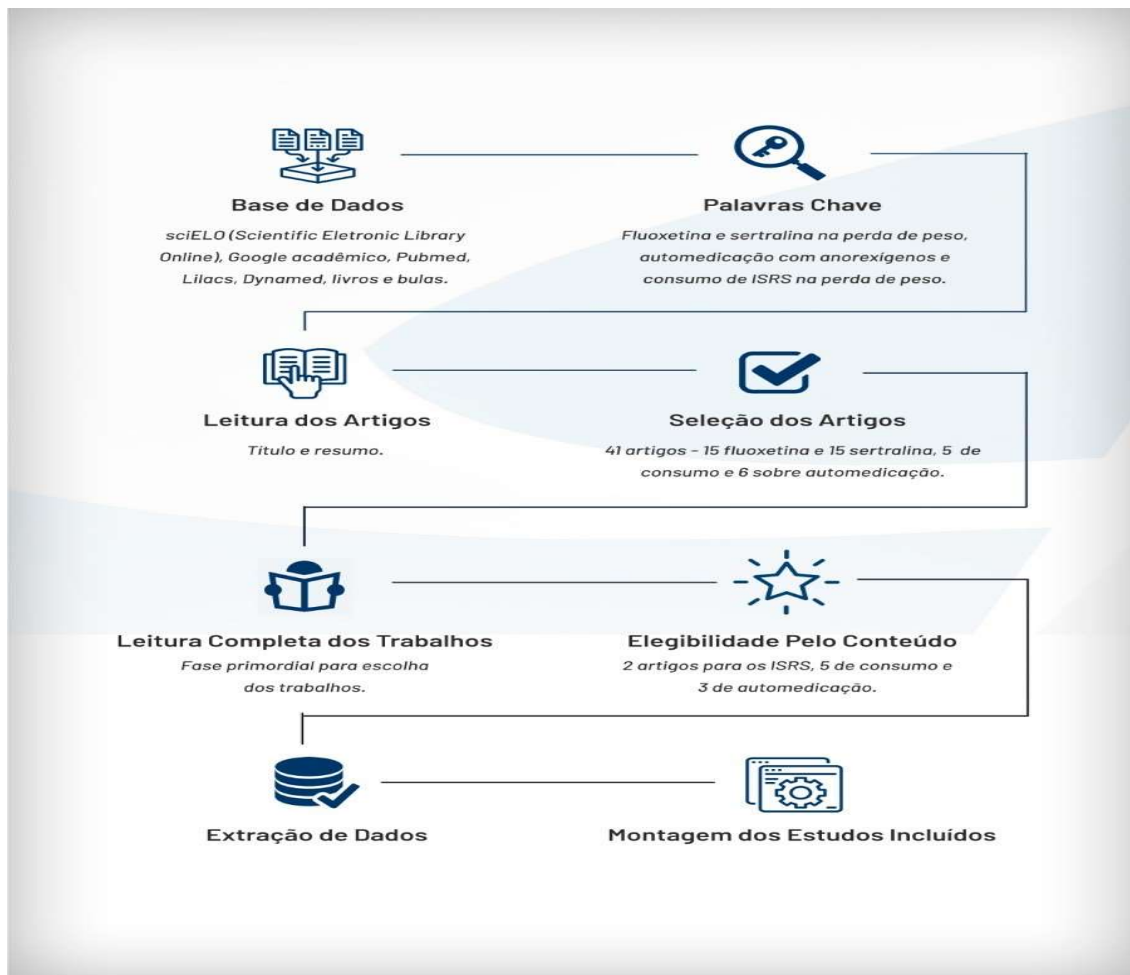 Base de Dados
sciELO (Scientific Eletronic Library
Online), Google acadêmico, Pubmed,
Lilacs, Dynamed, livros e bulas.
Palavras Chave
Fluoxetina e sertralina na perda de peso,
automedicação com anorexígenos e
consumo de ISRS na perda de peso.
Leitura dos Artigos
Título e resumo.
Seleção dos Artigos
41 artigos - 15 fluoxetina e 15 sertralina, 5 de
consumo e 6 sobre automedicação.
Leitura Completa dos Trabalhos
Fase primordial para escolha
dos trabalhos.
Elegibilidade Pelo Conteúdo
2 artigos para os ISRS, 5 de consumo e
3 de automedicação.
Extração de Dados
Montagem dos Estudos Incluídos